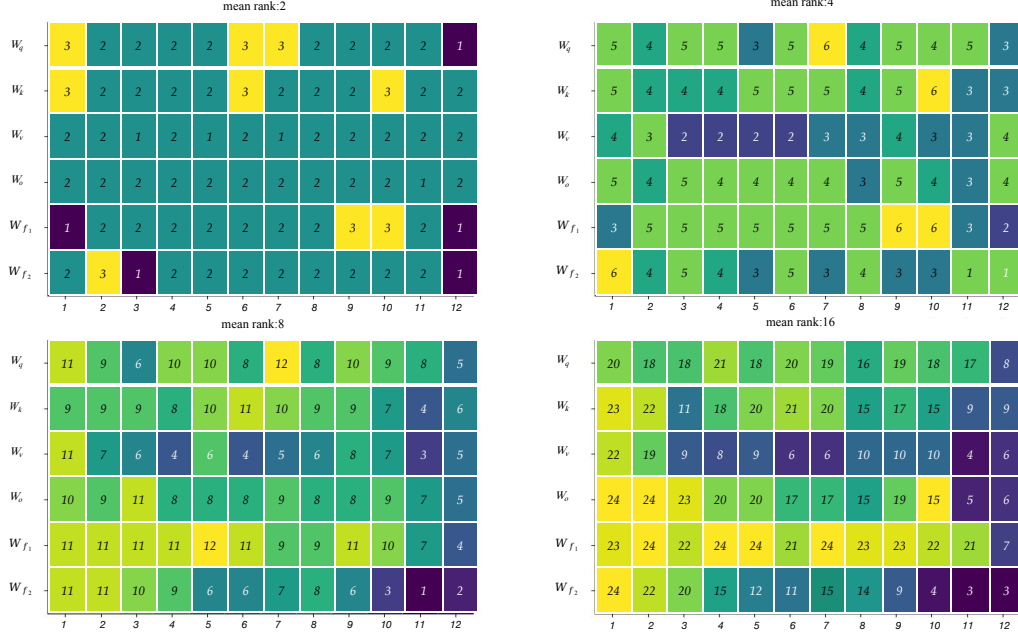 mean rank:2
W_q 3 2 2 2 2 3 3 2 2 2 2 1
W_k 3 2 2 2 2 3 2 2 2 3 2 2
W_v 2 2 1 2 1 2 1 2 2 2 2 2
W_o 2 2 2 2 2 2 2 2 2 2 1 2
W_{f_1} 1 2 2 2 2 2 2 2 3 3 2 1
W_{f_2} 2 3 1 2 2 2 2 2 2 2 2 1
1 2 3 4 5 6 7 8 9 10 11 12
mean rank:4
W_q 5 4 5 5 3 5 6 4 5 4 5 3
W_k 5 4 4 4 5 5 5 4 5 6 3 3
W_v 4 3 2 2 2 2 3 3 4 3 3 4
W_o 5 4 5 4 4 4 4 3 5 4 3 4
W_{f_1} 3 5 5 5 5 5 5 5 6 6 3 2
W_{f_2} 6 4 5 4 3 5 3 4 3 3 1 1
1 2 3 4 5 6 7 8 9 10 11 12
mean rank:8
W_q 11 9 6 10 10 8 12 8 10 9 8 5
W_k 9 9 9 8 10 11 10 9 9 7 4 6
W_v 11 7 6 4 6 4 5 6 8 7 3 5
W_o 10 9 11 8 8 8 9 8 8 9 7 5
W_{f_1} 11 11 11 11 12 11 9 9 11 10 7 4
W_{f_2} 11 11 10 9 6 6 7 8 6 3 1 2
1 2 3 4 5 6 7 8 9 10 11 12
mean rank:16
W_q 20 18 18 21 18 20 19 16 19 18 17 8
W_k 23 22 11 18 20 21 20 15 17 15 9 9
W_v 22 19 9 8 9 6 6 10 10 10 4 6
W_o 24 24 23 20 20 17 17 15 19 15 5 6
W_{f_1} 23 24 22 24 24 21 24 23 23 22 21 7
W_{f_2} 24 22 20 15 12 11 15 14 9 4 3 3
1 2 3 4 5 6 7 8 9 10 11 12